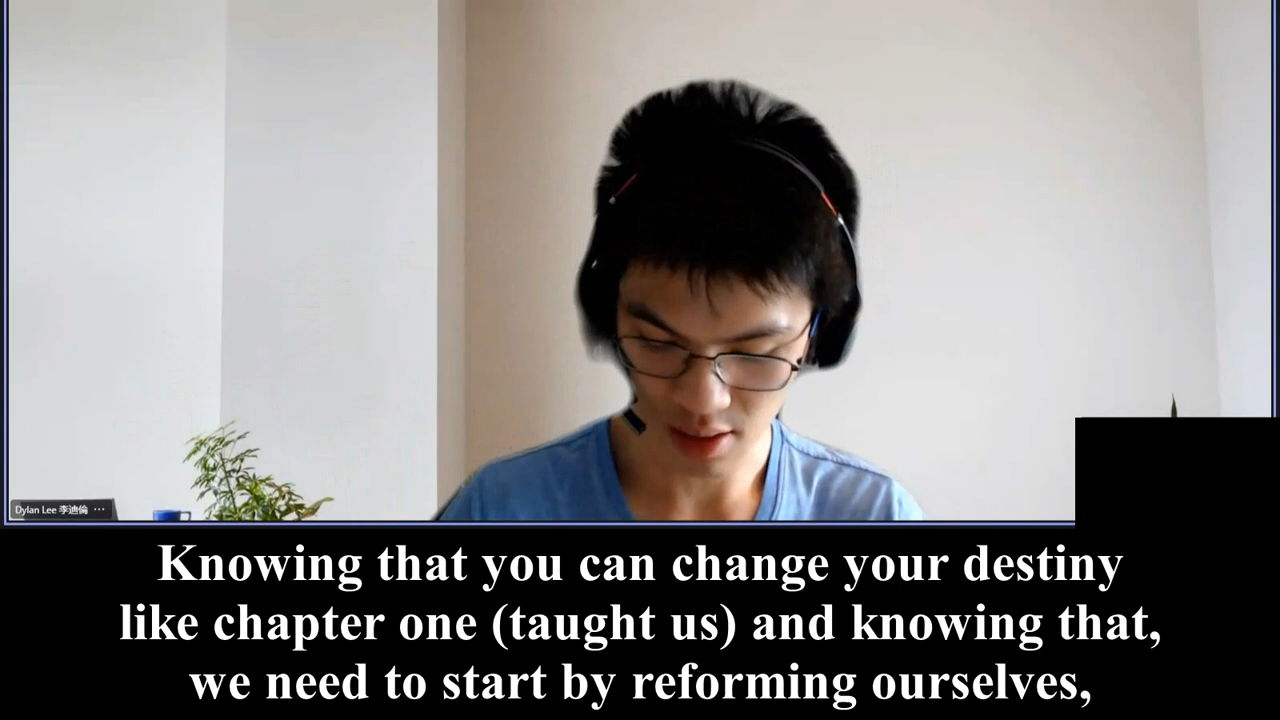 Dylan Lee 李迪倫 ···
Knowing that you can change your destiny
like chapter one (taught us) and knowing that,
we need to start by reforming ourselves,